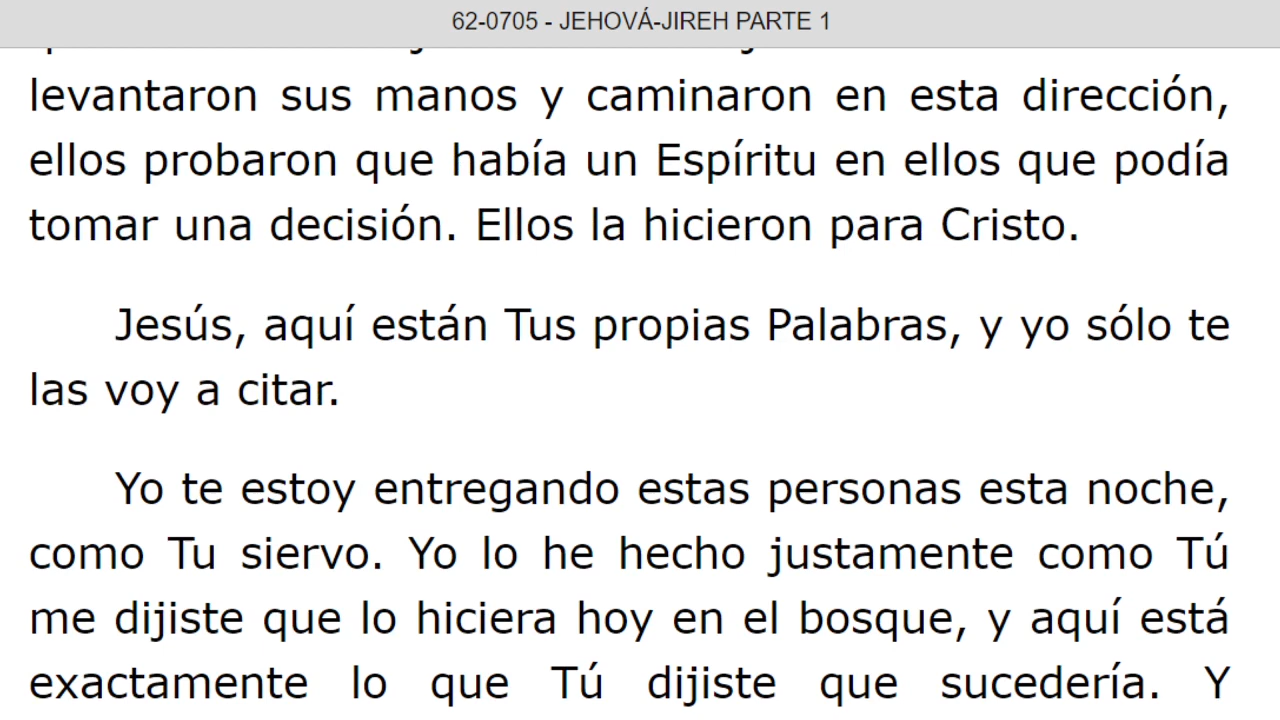 62-0705 - JEHOVÁ-JIREH PARTE 1
levantaron sus manos y caminaron en esta dirección,
ellos probaron que había un Espíritu en ellos que podía
tomar una decisión. Ellos la hicieron para Cristo.
Jesús, aquí están Tus propias Palabras, y yo sólo te
las voy a citar.
Yo te estoy entregando estas personas esta noche,
como Tu siervo. Yo lo he hecho justamente como Tú
me dijiste que lo hiciera hoy en el bosque, y aquí está
exactamente lo que Tú dijiste que sucedería. Y